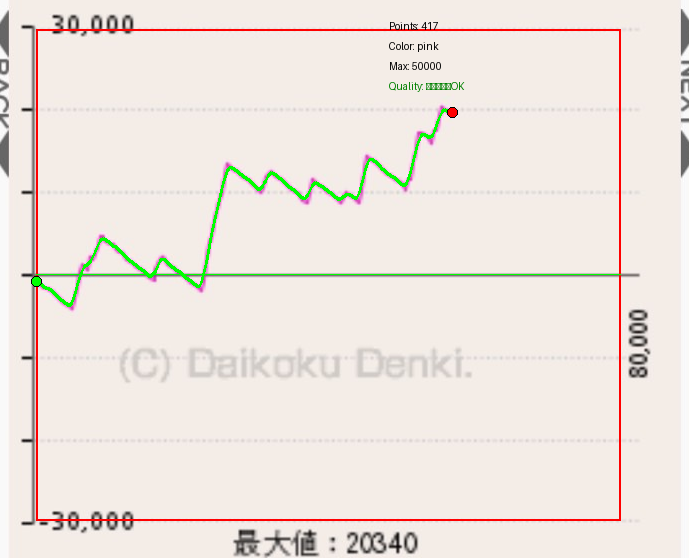 30,000
Points: 417
Color: pink
Max: 50000
Quality: OK
BACK
NEXT
80,000
(C) Daikoku Denki.
-30,000
最大値：20340